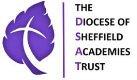 THE
DIOCESE OF
SHEFFIELD
ACADEMIES
TRUST